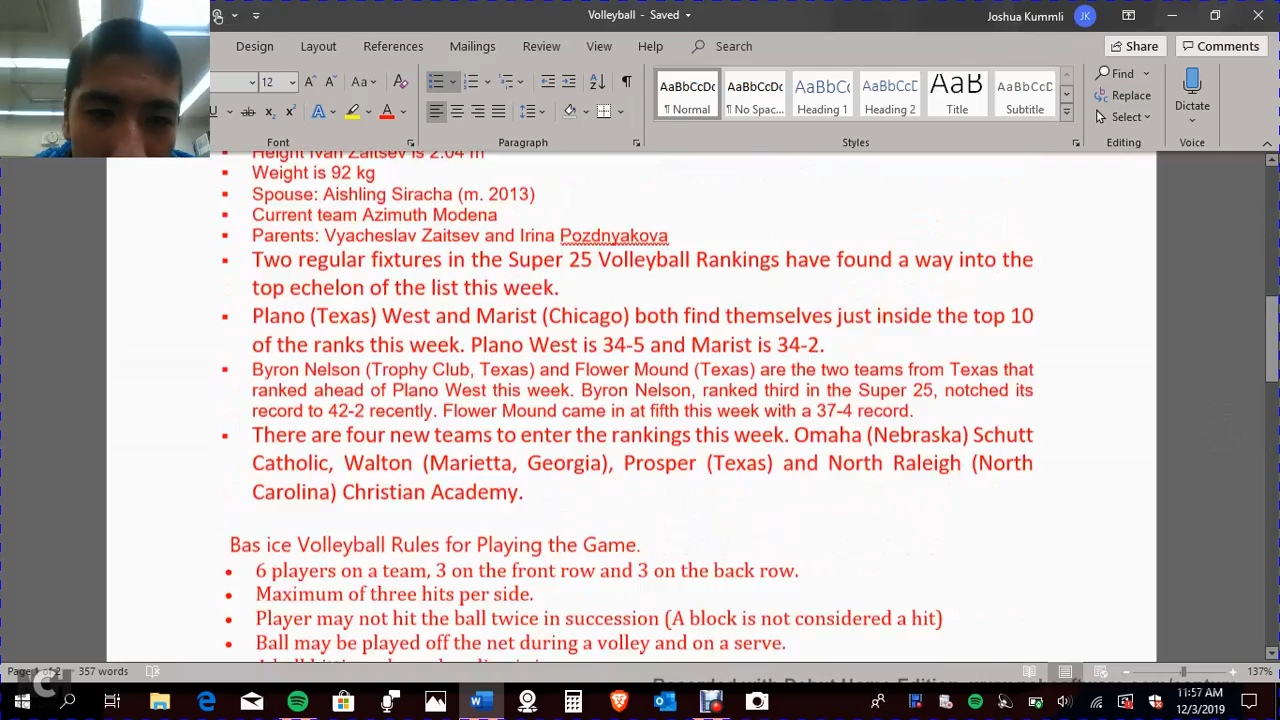 Volleyball - Saved
Joshua Kummli
JK
Design Layout References Mailings Review View Help Search
Share Comments
12
Aa
AaBbCcDc AaBbCcDc AaBbCc AaBbCcD AaB AaBbCcD
¶ Normal ¶ No Spac... Heading 1 Heading 2 Title Subtitle
Find
Replace
Select
Dictate
Font Paragraph Styles Editing Voice
Height Ivan Zaitsev is 2.04 m
Weight is 92 kg
Spouse: Aishling Siracha (m. 2013)
Current team Azimuth Modena
Parents: Vyacheslav Zaitsev and Irina Pozdnyakova
Two regular fixtures in the Super 25 Volleyball Rankings have found a way into the
top echelon of the list this week.
Plano (Texas) West and Marist (Chicago) both find themselves just inside the top 10
of the ranks this week. Plano West is 34-5 and Marist is 34-2.
Byron Nelson (Trophy Club, Texas) and Flower Mound (Texas) are the two teams from Texas that
ranked ahead of Plano West this week. Byron Nelson, ranked third in the Super 25, notched its
record to 42-2 recently. Flower Mound came in at fifth this week with a 37-4 record.
There are four new teams to enter the rankings this week. Omaha (Nebraska) Schutt
Catholic, Walton (Marietta, Georgia), Prosper (Texas) and North Raleigh (North
Carolina) Christian Academy.
Bas ice Volleyball Rules for Playing the Game.
6 players on a team, 3 on the front row and 3 on the back row.
Maximum of three hits per side.
Player may not hit the ball twice in succession (A block is not considered a hit)
Ball may be played off the net during a volley and on a serve.
Page 1 of 2 357 words
137%
11:57 AM
12/3/2019